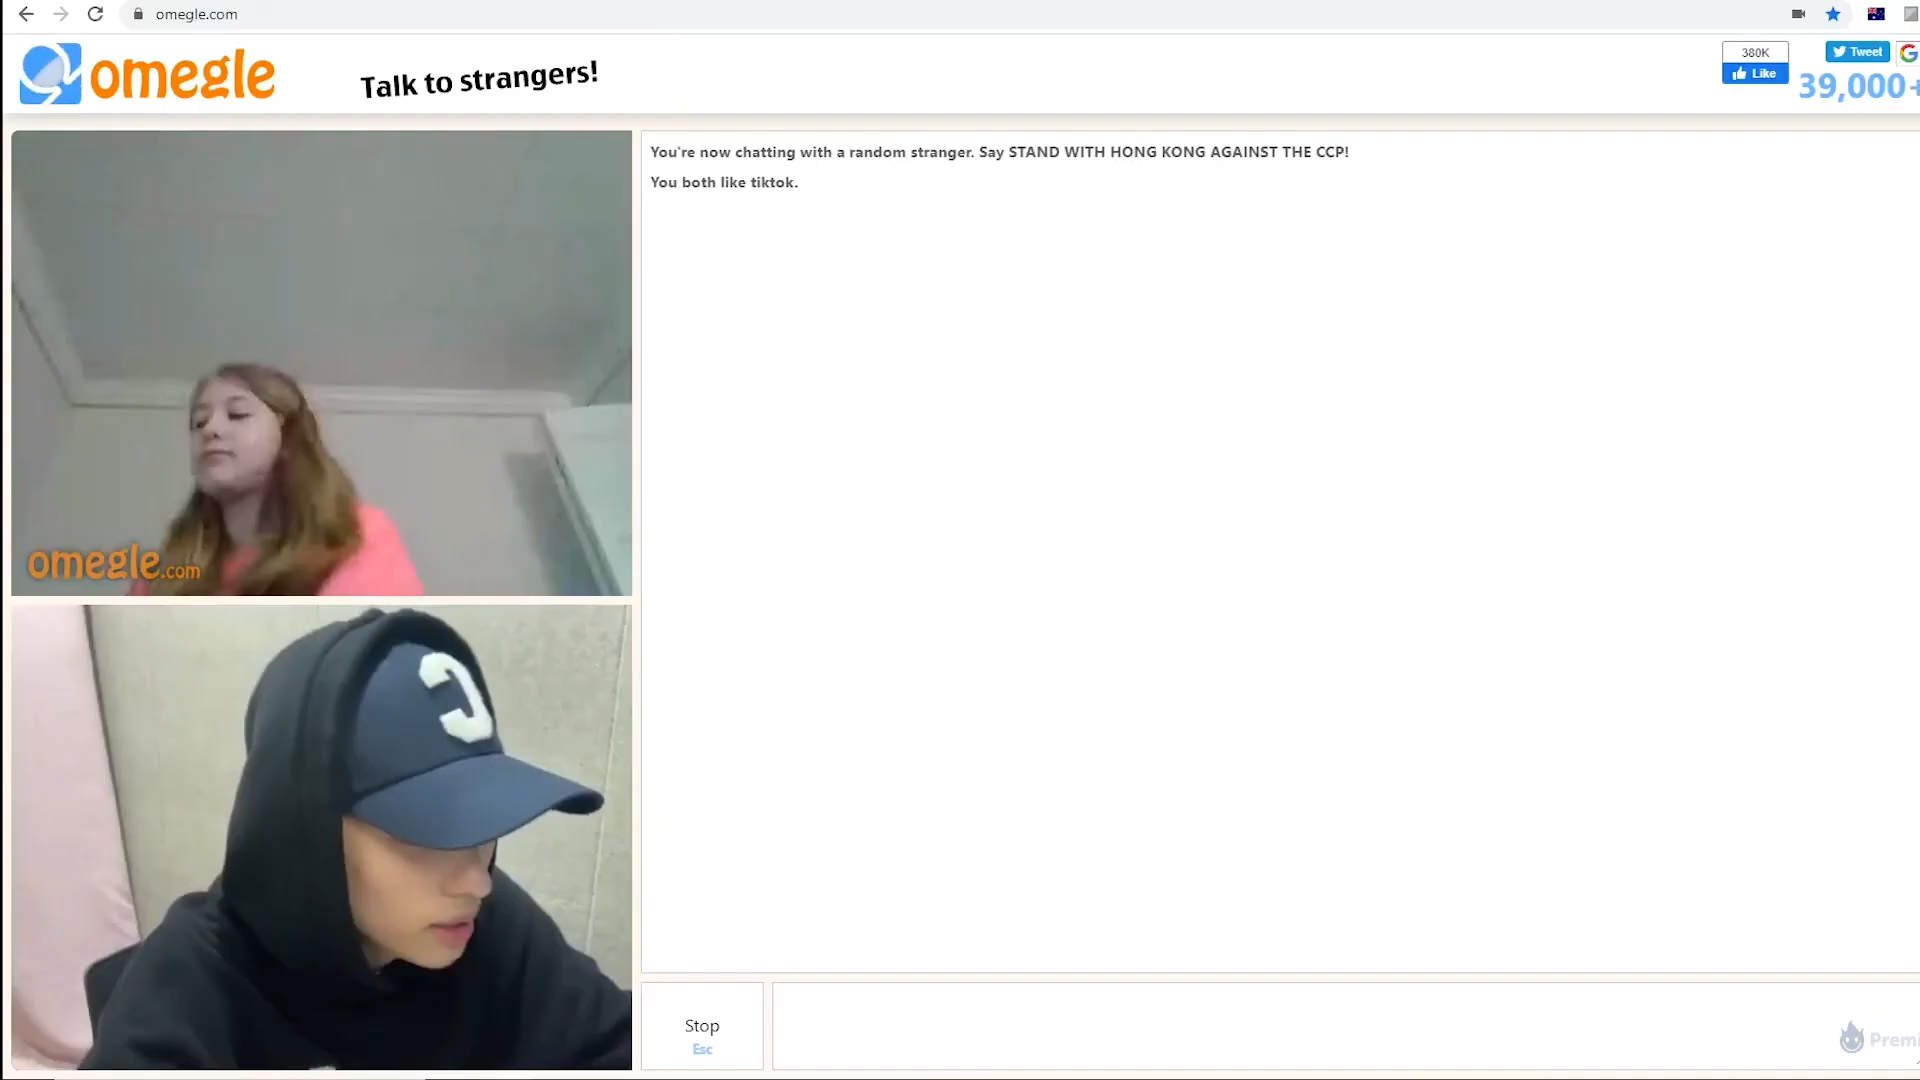 omegle.com
omegle
Talk to strangers!
380K
Like
Tweet
39,000+
You're now chatting with a random stranger. Say STAND WITH HONG KONG AGAINST THE CCP!
You both like tiktok.
omegle.com
Stop
Esc
Premi